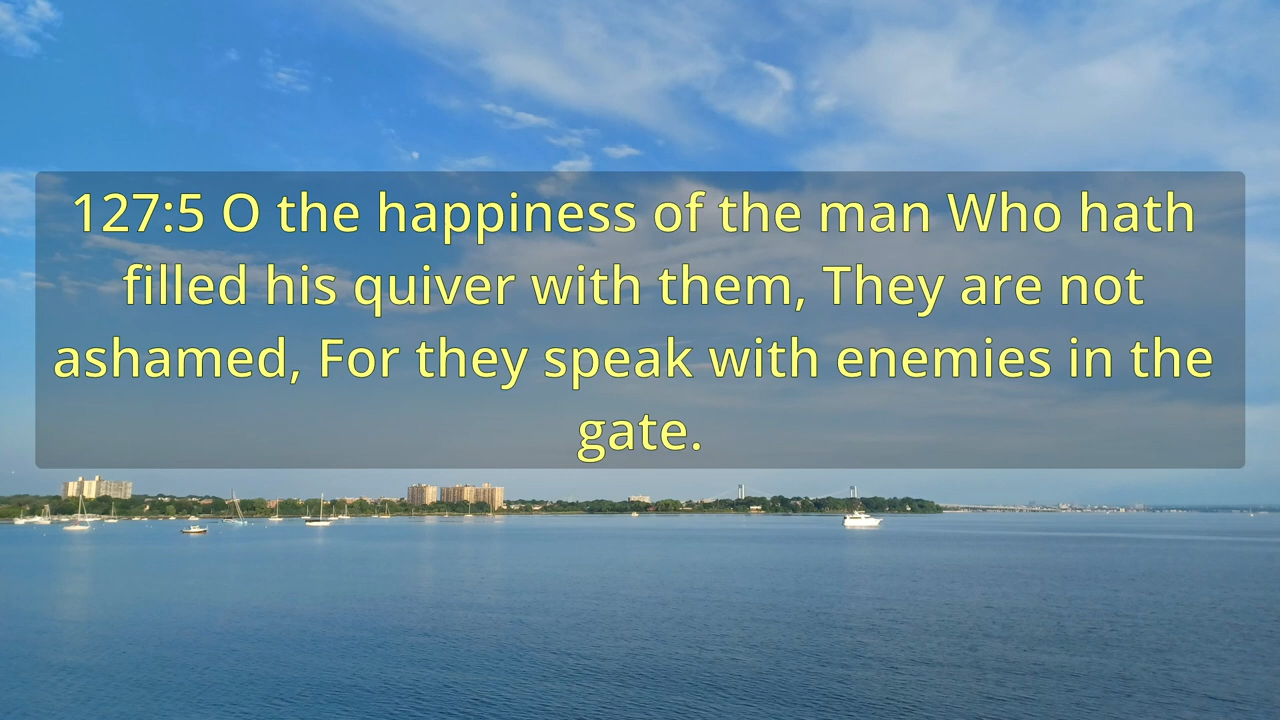 127:5 O the happiness of the man Who hath
filled his quiver with them, They are not
ashamed, For they speak with enemies in the
gate.